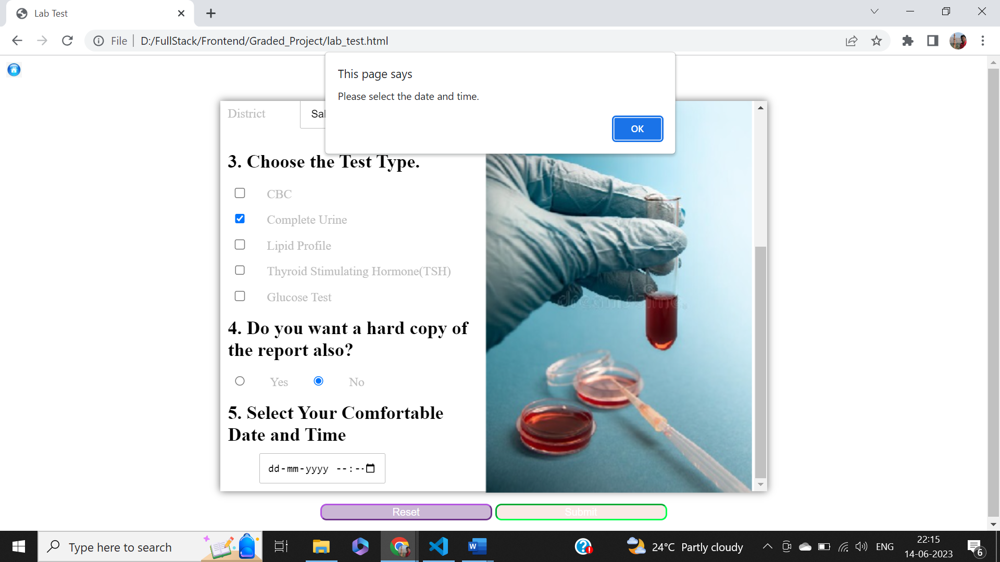 Lab Test
File
D:/FullStack/Frontend/Graded_Project/lab_test.html
This page says
Please select the date and time.
OK
District
3. Choose the Test Type.
CBC
Complete Urine
Lipid Profile
Thyroid Stimulating Hormone(TSH)
Glucose Test
4. Do you want a hard copy of
the report also?
Yes
No
5. Select Your Comfortable
Date and Time
dd-mm-yyyy --:--
dreamstime.
Reset
Submit
Type here to search
W
24°C Partly cloudy
ENG
22:15
14-06-2023
6